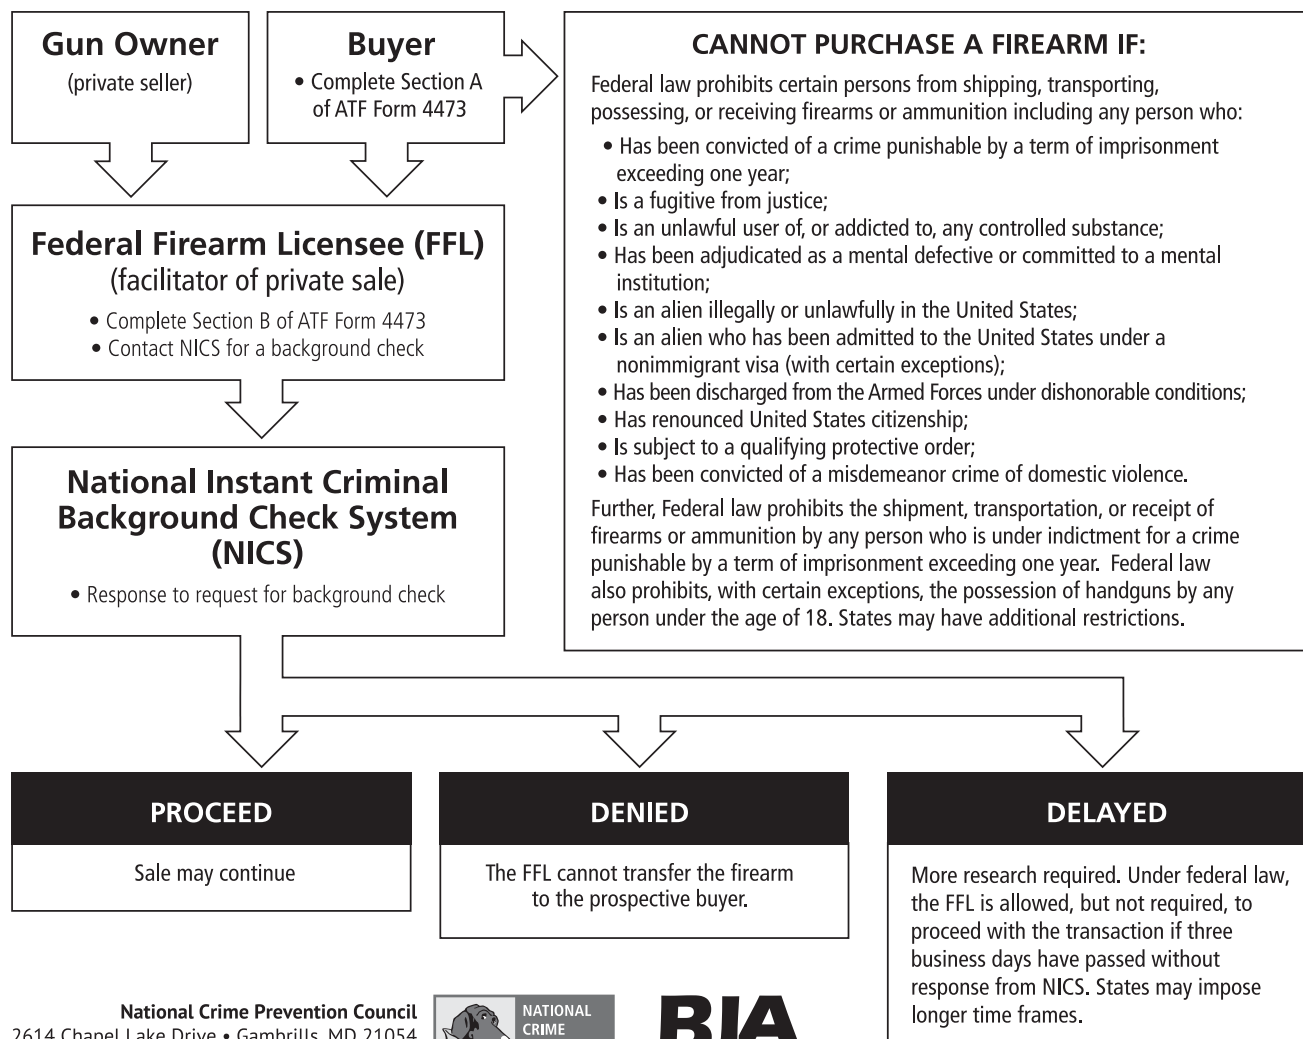 Gun Owner
(private seller)
Buyer
• Complete Section A
of ATF Form 4473
CANNOT PURCHASE A FIREARM IF:
Federal law prohibits certain persons from shipping, transporting,
possessing, or receiving firearms or ammunition including any person who:
• Has been convicted of a crime punishable by a term of imprisonment
exceeding one year;
• Is a fugitive from justice;
• Is an unlawful user of, or addicted to, any controlled substance;
• Has been adjudicated as a mental defective or committed to a mental
institution;
• Is an alien illegally or unlawfully in the United States;
• Is an alien who has been admitted to the United States under a
nonimmigrant visa (with certain exceptions);
• Has been discharged from the Armed Forces under dishonorable conditions;
• Has renounced United States citizenship;
• Is subject to a qualifying protective order;
• Has been convicted of a misdemeanor crime of domestic violence.
Further, Federal law prohibits the shipment, transportation, or receipt of
firearms or ammunition by any person who is under indictment for a crime
punishable by a term of imprisonment exceeding one year. Federal law
also prohibits, with certain exceptions, the possession of handguns by any
person under the age of 18. States may have additional restrictions.
Federal Firearm Licensee (FFL)
(facilitator of private sale)
• Complete Section B of ATF Form 4473
• Contact NICS for a background check
National Instant Criminal
Background Check System
(NICS)
• Response to request for background check
PROCEED
Sale may continue
DENIED
The FFL cannot transfer the firearm
to the prospective buyer.
DELAYED
More research required. Under federal law,
the FFL is allowed, but not required, to
proceed with the transaction if three
business days have passed without
response from NICS. States may impose
longer time frames.
National Crime Prevention Council
2614 Chapel Lake Drive • Gambrills, MD 21054
NATIONAL
CRIME
BJA